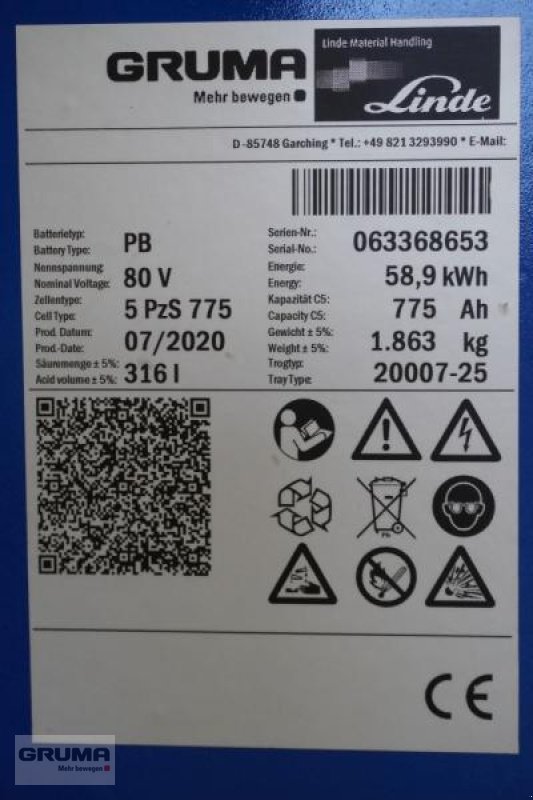 GRUMA
Mehr bewegen
Linde Material Handling
Linde
D-85748 Garching * Tel.: +49 821 3293990 * E-Mail:
Batterietyp:
Battery Type: PB
Nennspannung:
Nominal Voltage: 80 V
Zellentype:
Cell Type: 5 PzS 775
Prod. Datum:
Prod.-Date: 07/2020
Säuremenge ± 5%:
Acid volume ± 5%: 316 l
Serien-Nr.:
Serial-No.: 063368653
Energie:
Energy: 58,9 kWh
Kapazität C5:
Capacity C5: 775 Ah
Gewicht ± 5%:
Weight ± 5%: 1.863 kg
Trogtyp:
Tray Type: 20007-25
Pb
CE
GRUMA
Mehr bewegen